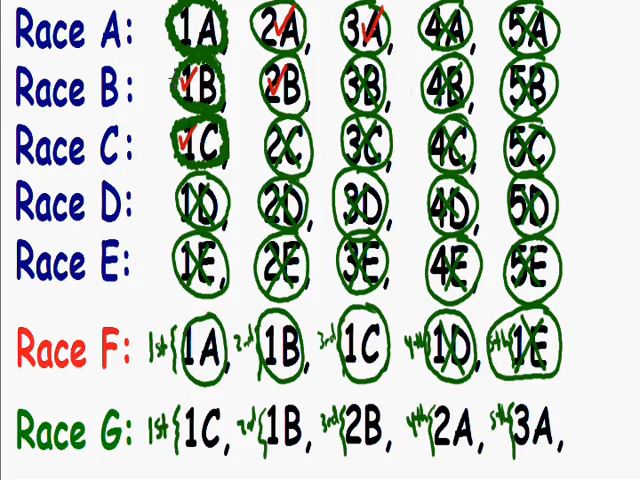 Race A: 1A 2A, 3A, 4A, 5A
Race B: 1B, 2B, 3B, 4B, 5B
Race C: 1C, 2C, 3C, 4C, 5C
Race D: 1D, 2D, 3D, 4D, 5D
Race E: 1E, 2E, 3E, 4E, 5E
Race F: 1st{ 1A, 2nd{ 1B, 3rd{ 1C 4th{ 1D, 5th{ 1E
Race G: 1st{ 1C, 2nd{ 1B, 3rd{ 2B, 4th{ 2A, 5th{ 3A,